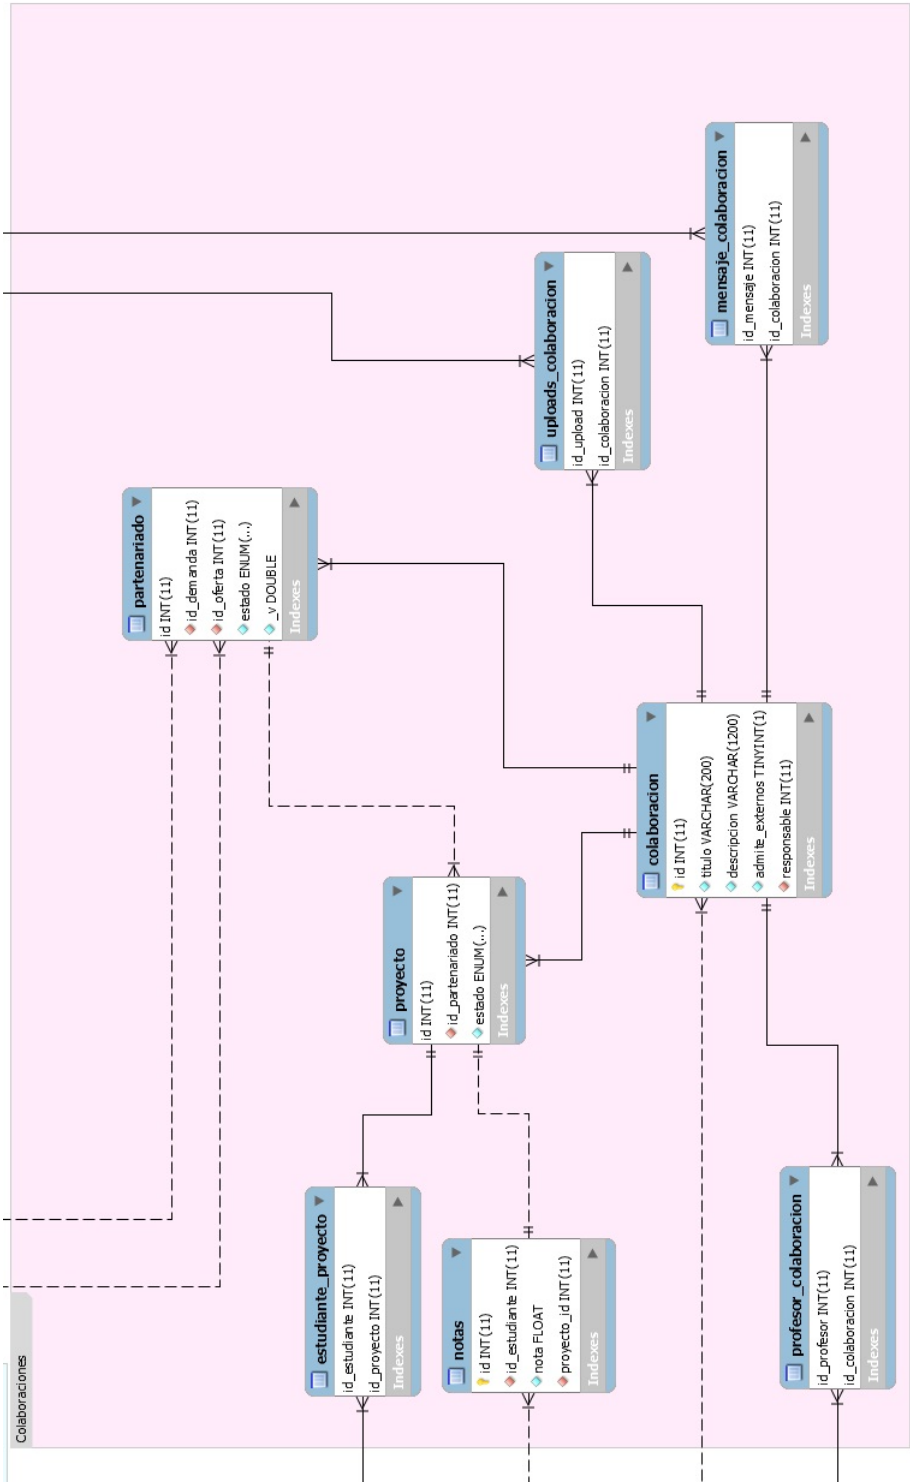 Colaboraciones
estudiante_proyecto
id_estudiante INT(11)
id_proyecto INT(11)
Indexes
notas
id INT(11)
id_estudiante INT(11)
nota FLOAT
proyecto_id INT(11)
Indexes
profesor_colaboracion
id_profesor INT(11)
id_colaboracion INT(11)
Indexes
proyecto
id INT(11)
id_partenariado INT(11)
estado ENUM(...)
Indexes
colaboracion
id INT(11)
titulo VARCHAR(200)
descripcion VARCHAR(1200)
admite_externos TINYINT(1)
responsable INT(11)
Indexes
partenariado
id INT(11)
id_demanda INT(11)
id_oferta INT(11)
estado ENUM(...)
_v DOUBLE
Indexes
uploads_colaboracion
id_upload INT(11)
id_colaboracion INT(11)
Indexes
mensaje_colaboracion
id_mensaje INT(11)
id_colaboracion INT(11)
Indexes